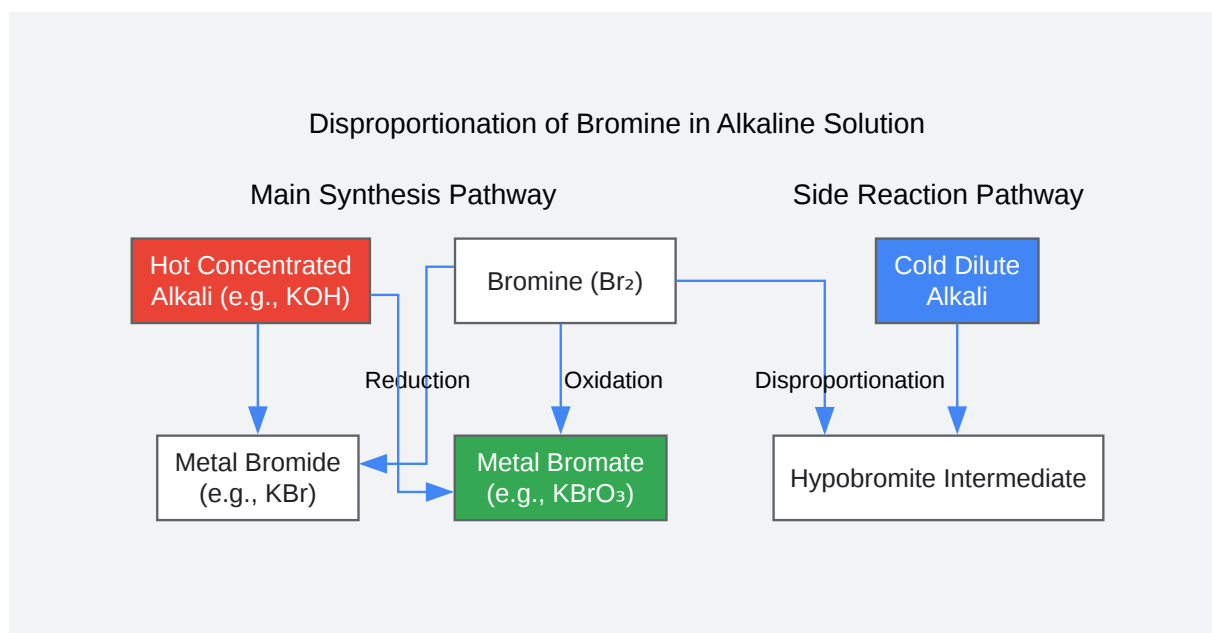 Disproportionation of Bromine in Alkaline Solution
Main Synthesis Pathway
Side Reaction Pathway
Hot Concentrated
Alkali (e.g., KOH)
Bromine (Br₂)
Cold Dilute
Alkali
Reduction
Oxidation
Disproportionation
Metal Bromide
(e.g., KBr)
Metal Bromate
(e.g., KBrO₃)
Hypobromite Intermediate